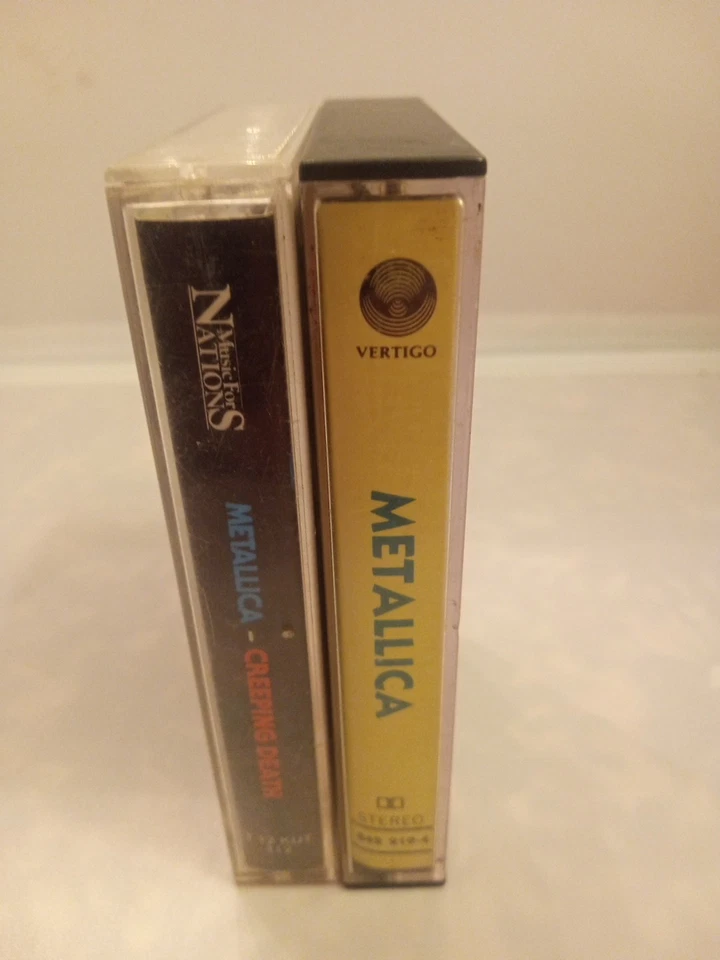 Music For
NATIONS
METALLICA - CREEPING DEATH
VERTIGO
METALLICA
STEREO